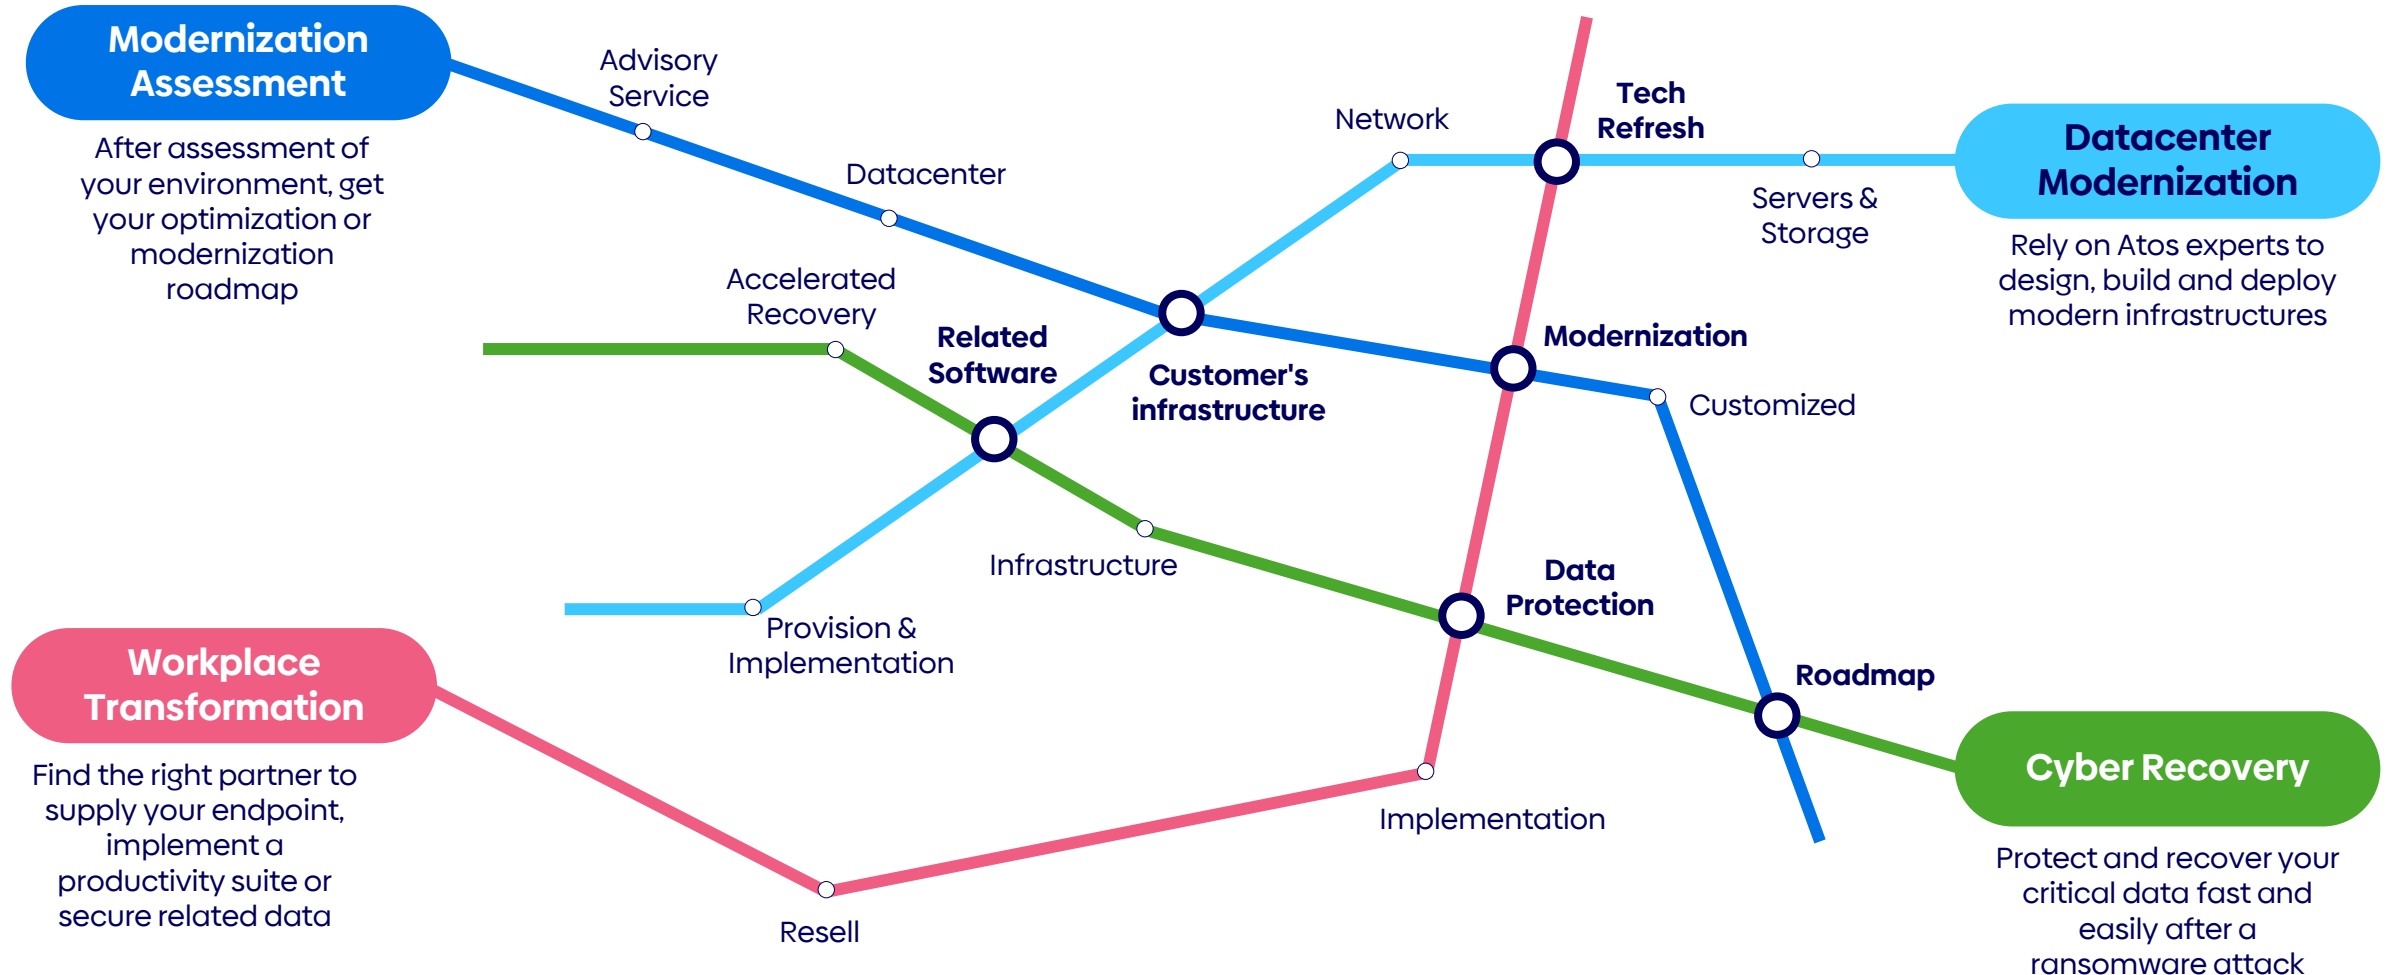 Modernization
Assessment
After assessment of
your environment, get
your optimization or
modernization
roadmap
Advisory
Service
Datacenter
Accelerated
Recovery
Related
Software
Customer's
infrastructure
Network
Tech
Refresh
Servers &
Storage
Datacenter
Modernization
Rely on Atos experts to
design, build and deploy
modern infrastructures
Modernization
Customized
Infrastructure
Data
Protection
Provision &
Implementation
Roadmap
Workplace
Transformation
Find the right partner to
supply your endpoint,
implement a
productivity suite or
secure related data
Resell
Implementation
Cyber Recovery
Protect and recover your
critical data fast and
easily after a
ransomware attack